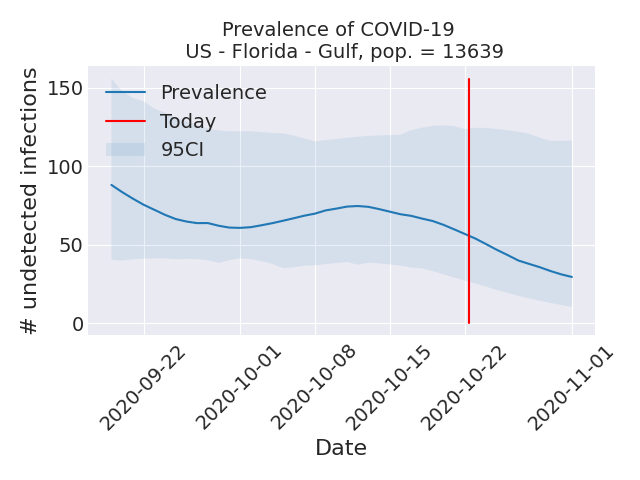 Prevalence of COVID-19
US - Florida - Gulf, pop. = 13639
# undetected infections
150
100
50
0
Prevalence
Today
95CI
2020-09-22
2020-10-01
2020-10-08
2020-10-15
2020-10-22
2020-11-01
Date